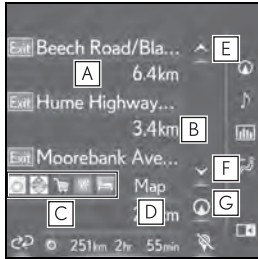 Exit Beech Road/Bla... E
A 6.4km
Exit Hume Highway...
3.4km B
Exit Moorebank Ave... F
Map
C D m G
251km 2hr 55min